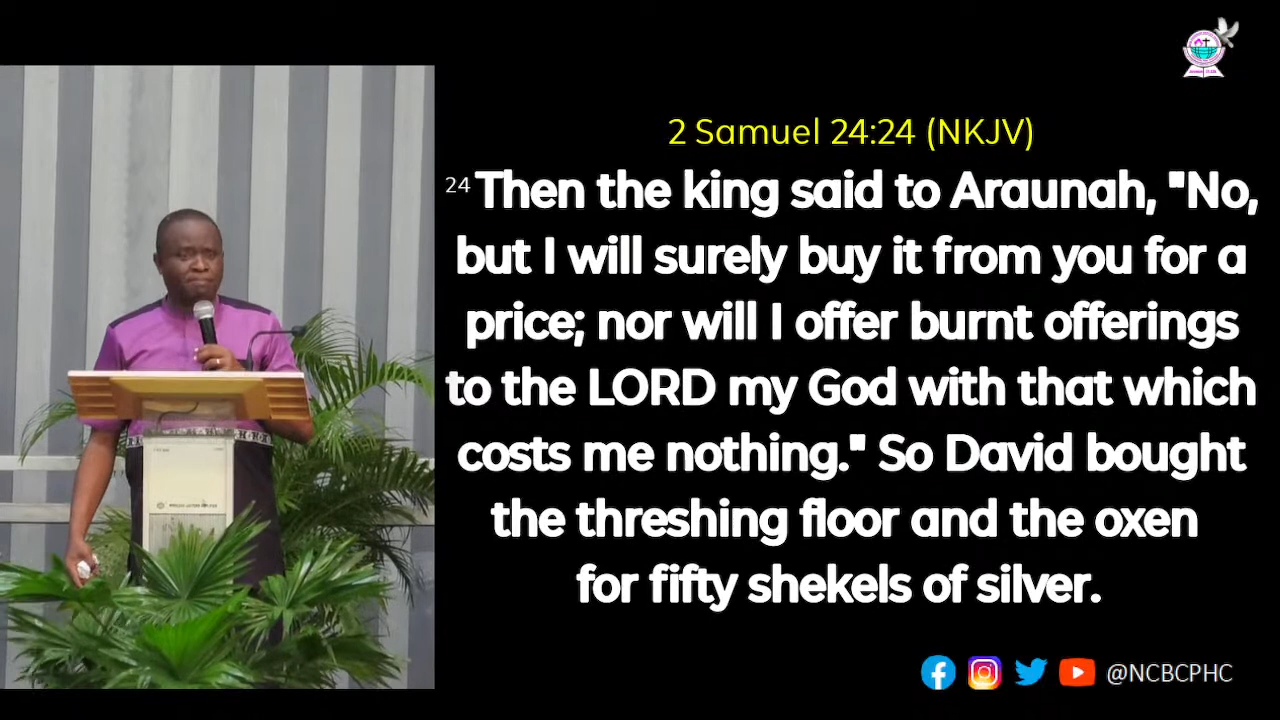 2 Samuel 24:24 (NKJV)
24 Then the king said to Araunah, "No,
but I will surely buy it from you for a
price; nor will I offer burnt offerings
to the LORD my God with that which
costs me nothing." So David bought
the threshing floor and the oxen
for fifty shekels of silver.
@NCBCPHC